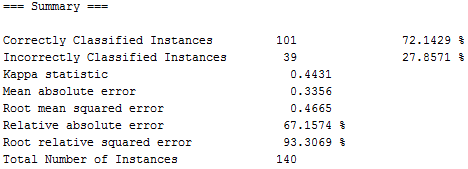 === Summary ===
Correctly Classified Instances 101 72.1429 %
Incorrectly Classified Instances 39 27.8571 %
Kappa statistic 0.4431
Mean absolute error 0.3356
Root mean squared error 0.4665
Relative absolute error 67.1574 %
Root relative squared error 93.3069 %
Total Number of Instances 140